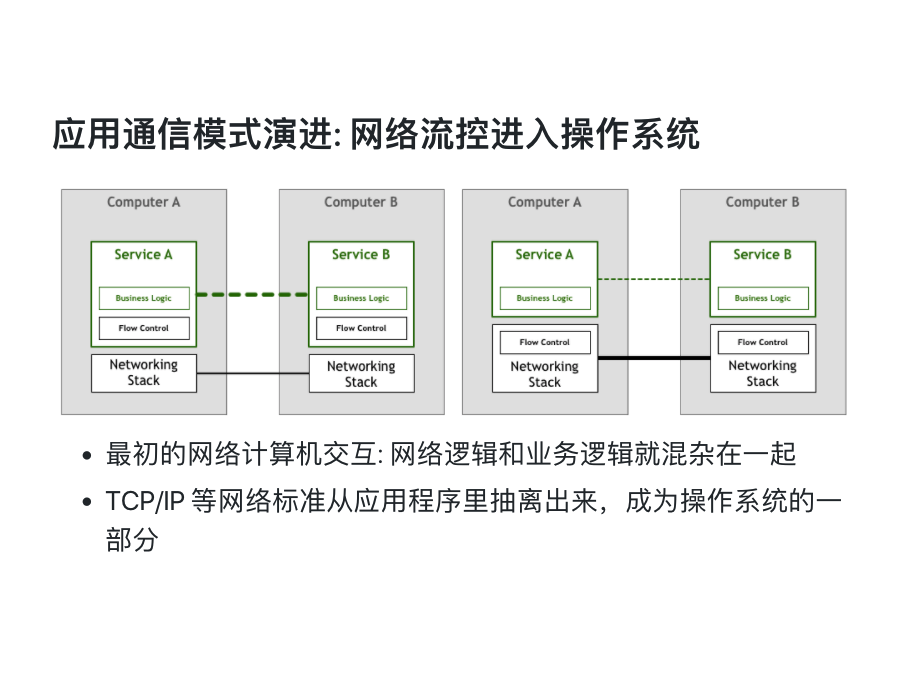 应用通信模式演进: 网络流控进入操作系统
Computer A
Service A
Business Logic
Flow Control
Networking
Stack
Computer B
Service B
Business Logic
Flow Control
Networking
Stack
Computer A
Service A
Business Logic
Flow Control
Networking
Stack
Computer B
Service B
Business Logic
Flow Control
Networking
Stack
• 最初的网络计算机交互: 网络逻辑和业务逻辑就混杂在一起
• TCP/IP 等网络标准从应用程序里抽离出来，成为操作系统的一
部分